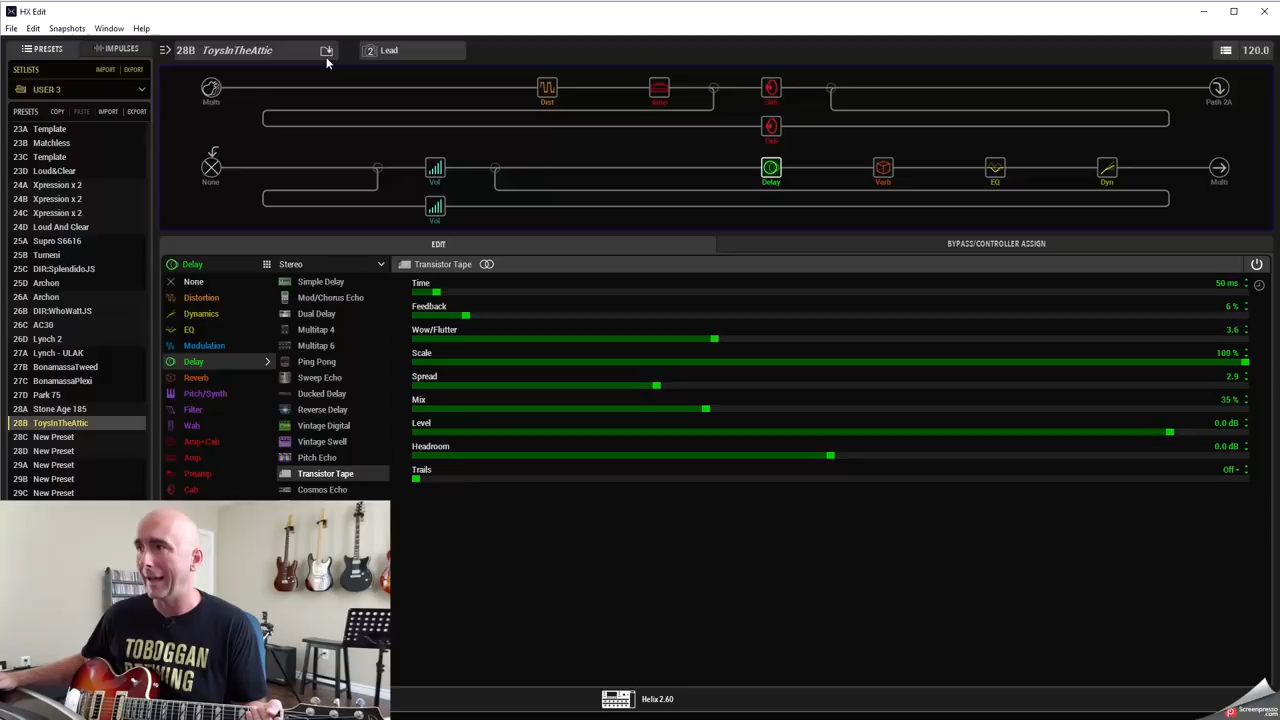 HX Edit
File Edit Snapshots Window Help
PRESETS IMPULSES
28B ToysInTheAttic
2 Lead
120.0
SETLISTS IMPORT EXPORT
USER 3
PRESETS COPY PASTE IMPORT EXPORT
23A Template
23B Matchless
23C Template
23D Loud&Clear
24A Xpression x 2
24B Xpression x 2
24C Xpression x 2
24D Loud And Clear
25A Supro S6616
25B Tumeni
25C DIR:SplendidoJS
25D Archon
26A Archon
26B DIR:WhoWattJS
26C AC30
26D Lynch 2
27A Lynch - ULAK
27B BonamassaTweed
27C BonamassaPlexi
27D Park 75
28A Stone Age 185
28B ToysInTheAttic
28C New Preset
28D New Preset
29A New Preset
29B New Preset
29C New Preset
Multi Dist Amp Cab Path 2A
Cab
None Vol Delay Verb EQ Dyn Multi
Vol
EDIT BYPASS/CONTROLLER ASSIGN
Delay Stereo
None
Distortion
Dynamics
EQ
Modulation
Delay
Reverb
Pitch/Synth
Filter
Wah
Amp+Cab
Amp
Preamp
Cab
Simple Delay
Mod/Chorus Echo
Dual Delay
Multitap 4
Multitap 6
Ping Pong
Sweep Echo
Ducked Delay
Reverse Delay
Vintage Digital
Vintage Swell
Pitch Echo
Transistor Tape
Cosmos Echo
Transistor Tape
Time 50 ms
Feedback 6 %
Wow/Flutter 3.6
Scale 100 %
Spread 2.9
Mix 35 %
Level 0.0 dB
Headroom 0.0 dB
Trails Off
TOBOGGAN
BREWING
Helix 2.60
Screenpresso
.com